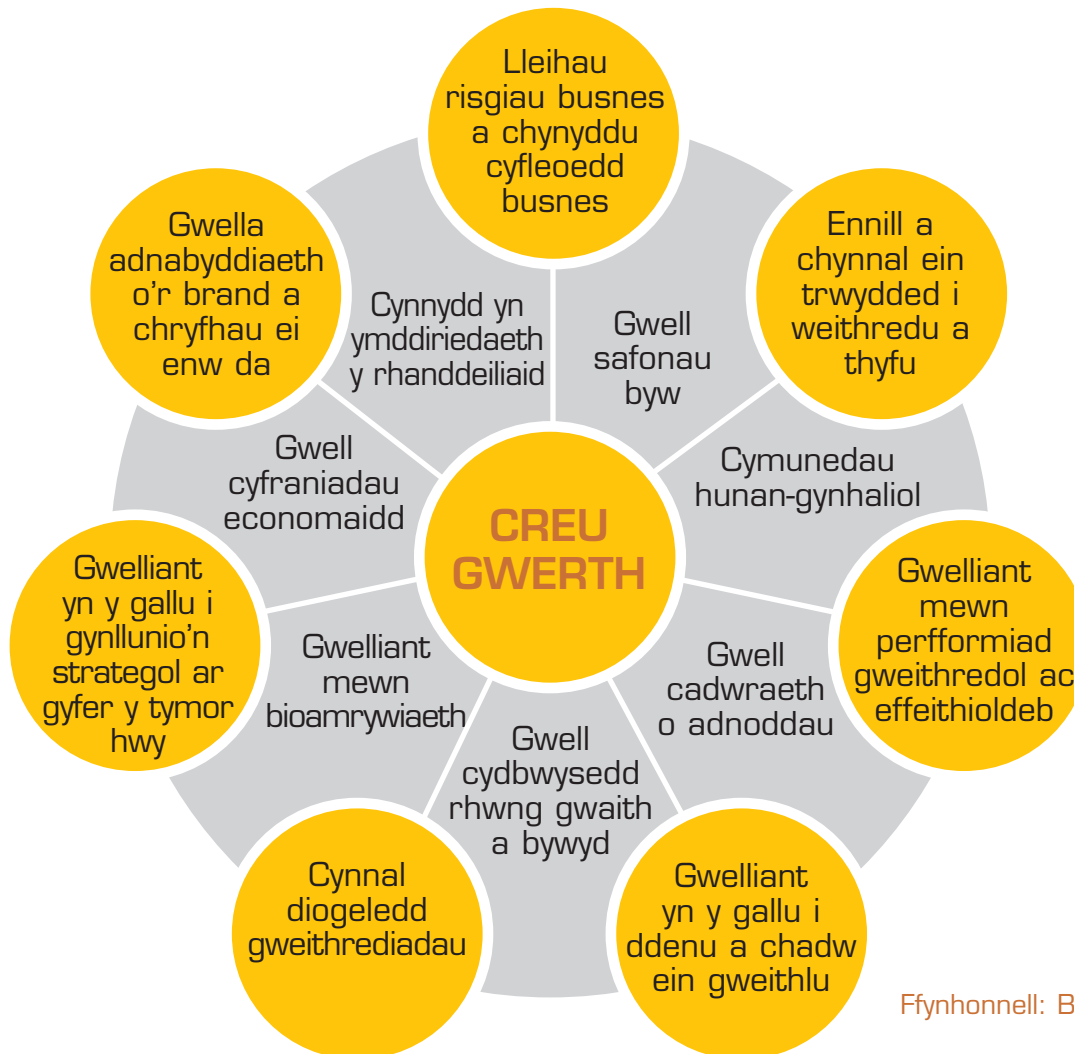 Lleihau
risgiau busnes
a chynyddu
cyfleoedd
busnes
Ennill a
chynnal ein
trwydded i
weithredu a
thyfu
Gwelliant
mewn
perfformiad
gweithredol ac
effeithioldeb
Gwelliant
yn y gallu i
ddenu a chadw
ein gweithlu
Cynnal
diogeledd
gweithrediadau
Gwelliant
yn y gallu i
gynllunio'n
strategol ar
gyfer y tymor
hwy
Gwella
adnabyddiaeth
o'r brand a
chryfhau ei
enw da
Cynnydd yn
ymddiriedaeth
y rhanddeiliaid
Gwell
safonau
byw
Cymunedau
hunan-gynhaliol
Gwell
cadwraeth
o adnoddau
Gwell
cydbwysedd
rhwng gwaith
a bywyd
Gwelliant
mewn
bioamrywiaeth
Gwell
cyfraniadau
economaidd
CREU
GWERTH
Ffynhonnell: B